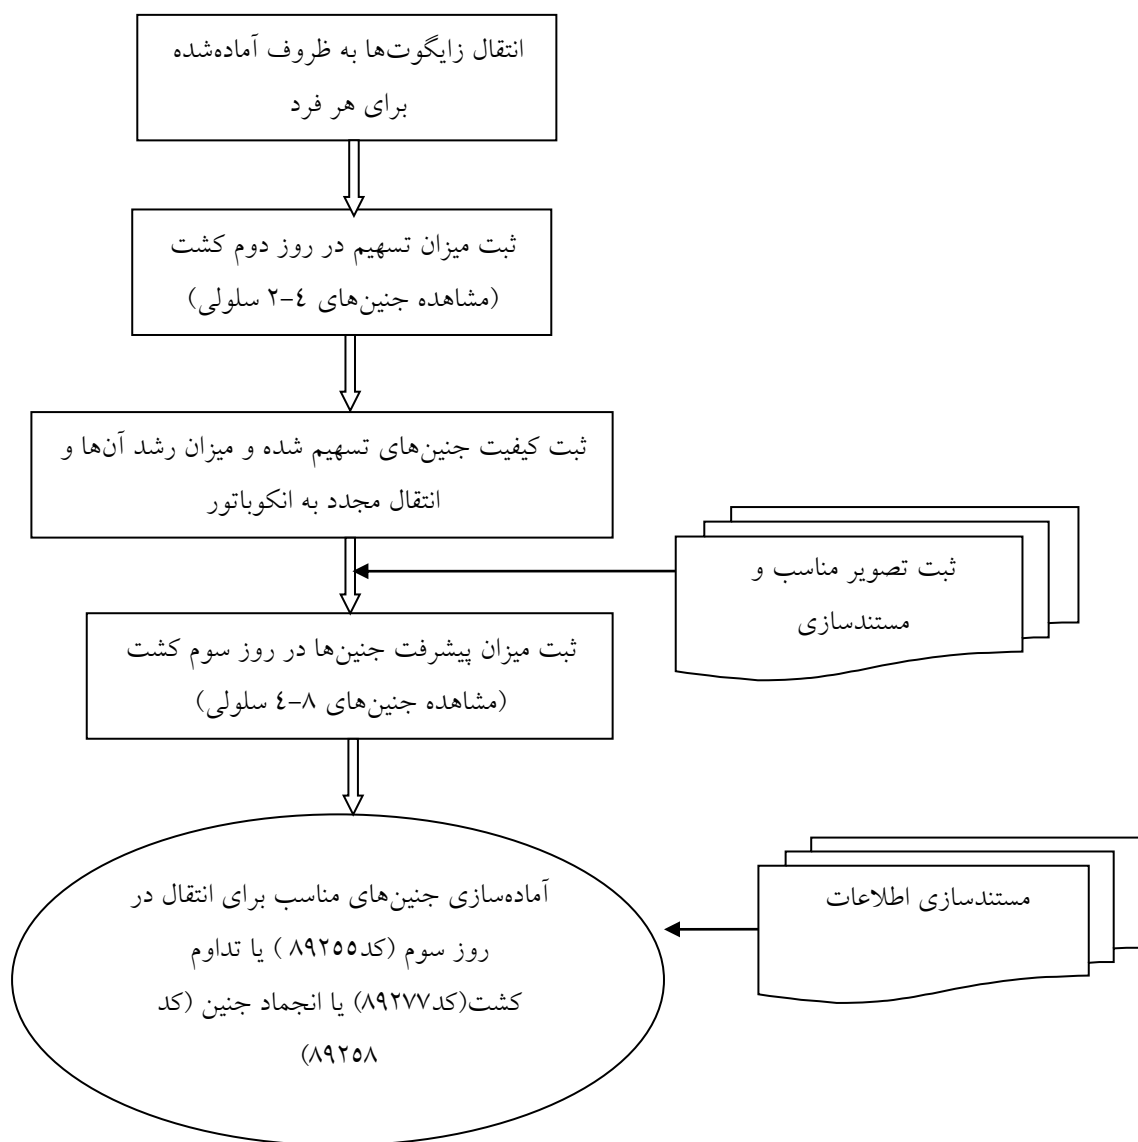 انتقال زایگوت‌ها به ظروف آماده‌شده
برای هر فرد
ثبت میزان تسهیم در روز دوم کشت
(مشاهده جنین‌های ٤-٢ سلولی)
ثبت کیفیت جنین‌های تسهیم شده و میزان رشد آن‌ها و
انتقال مجدد به انکوباتور
ثبت تصویر مناسب و
مستندسازی
ثبت میزان پیشرفت جنین‌ها در روز سوم کشت
(مشاهده جنین‌های ٨-٤ سلولی)
آماده‌سازی جنین‌های مناسب برای انتقال در
روز سوم (کد٨٩٢٥٥ ) یا تداوم
کشت(کد٨٩٢٧٧) یا انجماد جنین (کد
٨٩٢٥٨)
مستندسازی اطلاعات